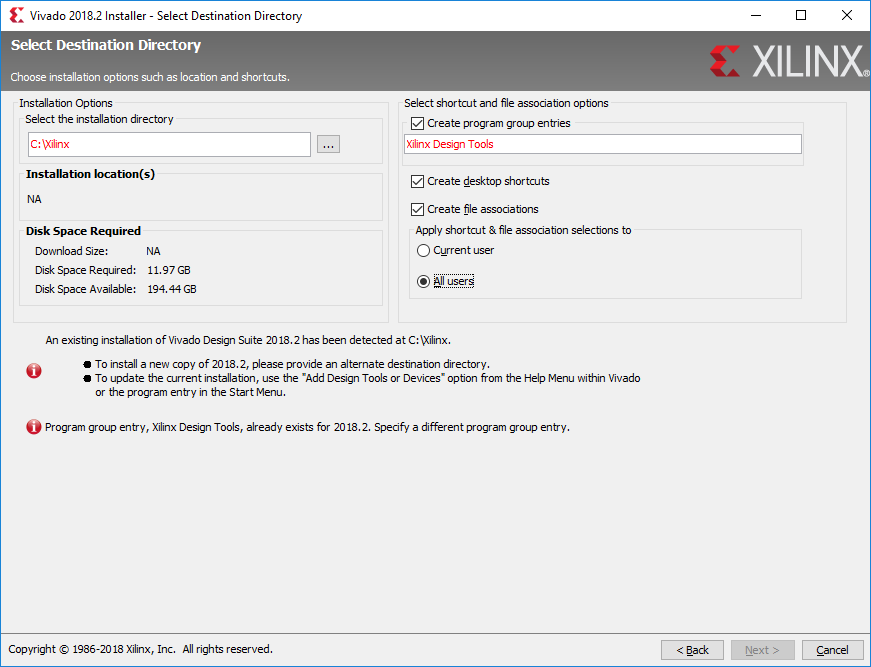 Vivado 2018.2 Installer - Select Destination Directory
Select Destination Directory
Choose installation options such as location and shortcuts.
XILINX®
Installation Options
Select the installation directory
C:\Xilinx
...
Installation location(s)
NA
Disk Space Required
Download Size: NA
Disk Space Required: 11.97 GB
Disk Space Available: 194.44 GB
Select shortcut and file association options
Create program group entries
Xilinx Design Tools
Create desktop shortcuts
Create file associations
Apply shortcut & file association selections to
Current user
All users
An existing installation of Vivado Design Suite 2018.2 has been detected at C:\Xilinx.
● To install a new copy of 2018.2, please provide an alternate destination directory.
● To update the current installation, use the "Add Design Tools or Devices" option from the Help Menu within Vivado
or the program entry in the Start Menu.
Program group entry, Xilinx Design Tools, already exists for 2018.2. Specify a different program group entry.
Copyright © 1986-2018 Xilinx, Inc. All rights reserved.
< Back
Next >
Cancel